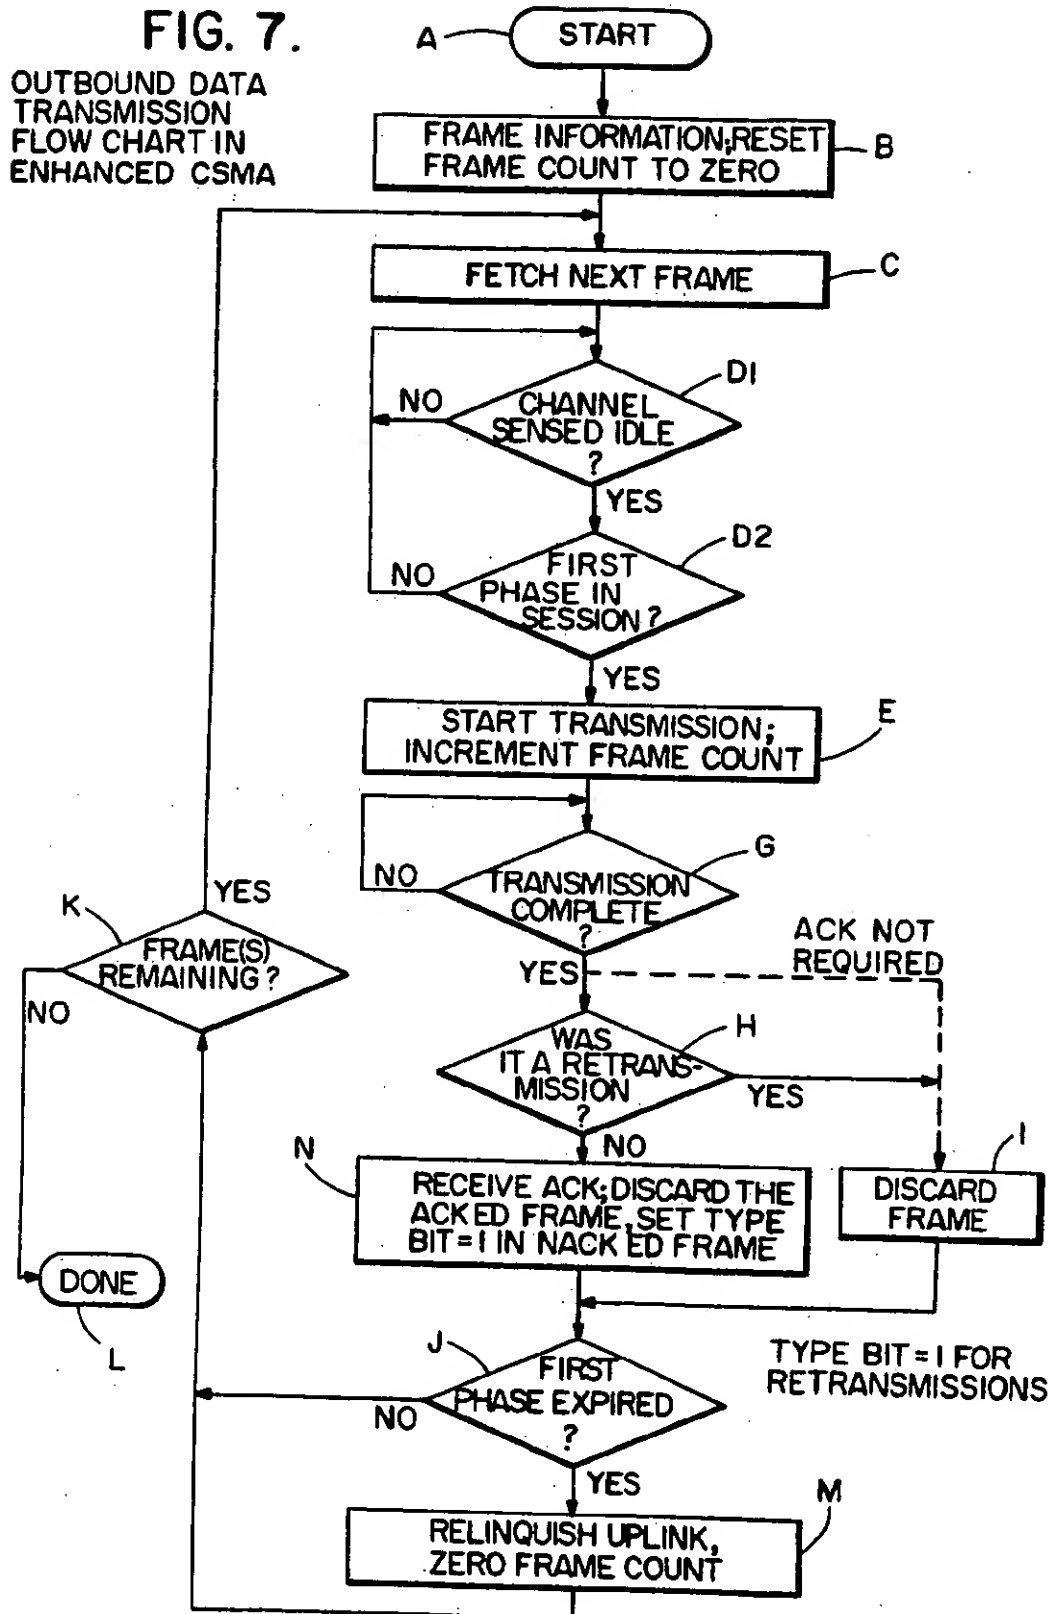 FIG. 7.
OUTBOUND DATA
TRANSMISSION
FLOW CHART IN
ENHANCED CSMA
A
START
FRAME INFORMATION; RESET
FRAME COUNT TO ZERO
B
FETCH NEXT FRAME
C
D1
NO
CHANNEL
SENSED IDLE
?
YES
D2
NO
FIRST
PHASE IN
SESSION?
YES
START TRANSMISSION;
INCREMENT FRAME COUNT
E
G
NO
TRANSMISSION
COMPLETE
?
YES
ACK NOT
REQUIRED
K
YES
FRAME(S)
REMAINING?
NO
H
WAS
IT A RETRANS-
MISSION
?
YES
NO
N
RECEIVE ACK; DISCARD THE
ACKED FRAME, SET TYPE
BIT = 1 IN NACKED FRAME
I
DISCARD
FRAME
DONE
L
J
FIRST
PHASE EXPIRED
?
NO
YES
TYPE BIT = 1 FOR
RETRANSMISSIONS
M
RELINQUISH UPLINK,
ZERO FRAME COUNT